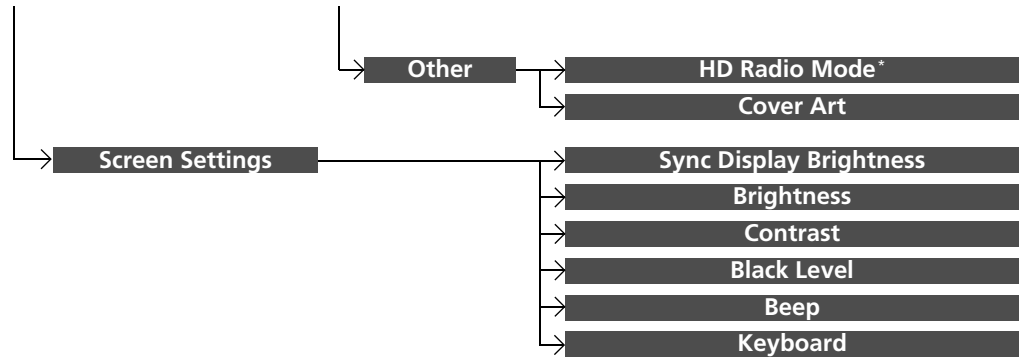 Other
HD Radio Mode*
Cover Art
Screen Settings
Sync Display Brightness
Brightness
Contrast
Black Level
Beep
Keyboard